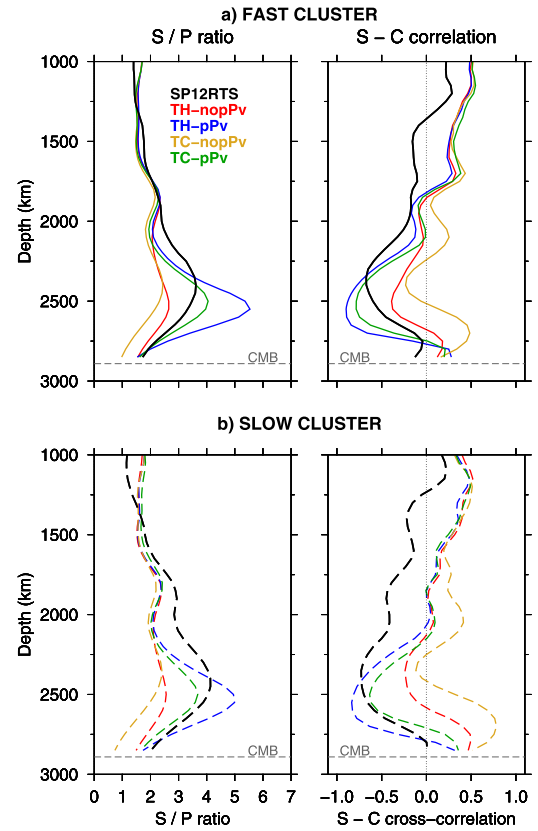 a) FAST CLUSTER
S / P ratio
S − C correlation
1000
1500
2000
2500
3000
Depth (km)
SP12RTS
TH−nopPv
TH−pPv
TC−nopPv
TC−pPv
CMB
CMB
b) SLOW CLUSTER
1000
1500
2000
2500
3000
Depth (km)
CMB
CMB
0 1 2 3 4 5 6 7
−1.0 −0.5 0.0 0.5 1.0
S / P ratio
S − C cross−correlation